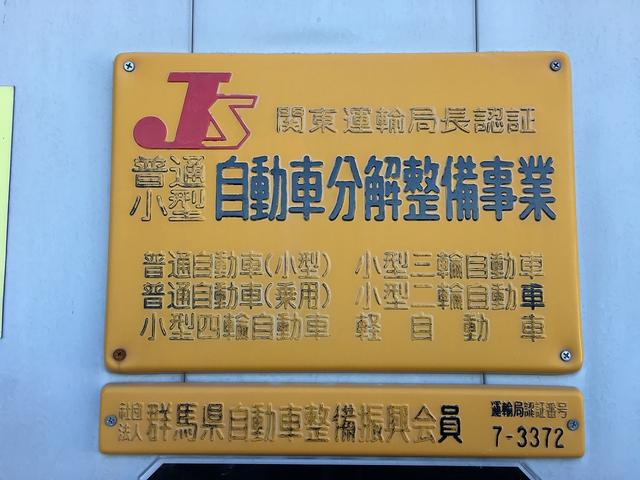 JS 関東運輸局長認証
普通
小型 自動車分解整備事業
普通自動車(小型) 小型三輪自動車
普通自動車(乗用) 小型二輪自動車
小型四輪自動車 軽自動車
社団
法人 群馬県自動車整備振興会員
運輸局認証番号
7-3372